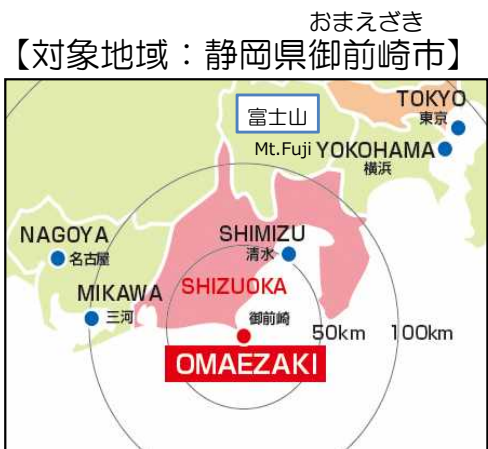 おまえざき
【対象地域：静岡県御前崎市】
TOKYO
東京
富士山
Mt.Fuji
YOKOHAMA
横浜
NAGOYA
名古屋
SHIMIZU
清水
SHIZUOKA
MIKAWA
三河
御前崎
50km
100km
OMAEZAKI